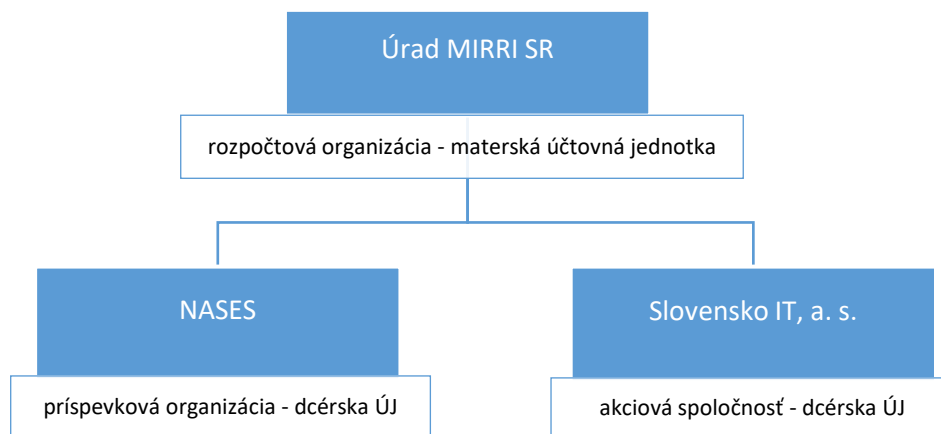 Úrad MIRRI SR
rozpočtová organizácia - materská účtovná jednotka
NASES
príspevková organizácia - dcérska ÚJ
Slovensko IT, a. s.
akciová spoločnosť - dcérska ÚJ